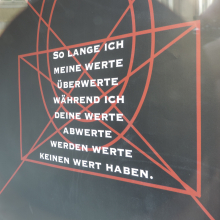 So lange ich
meine Werte
überwerte
während ich
deine Werte
abwerte
werden Werte
keinen Wert haben.